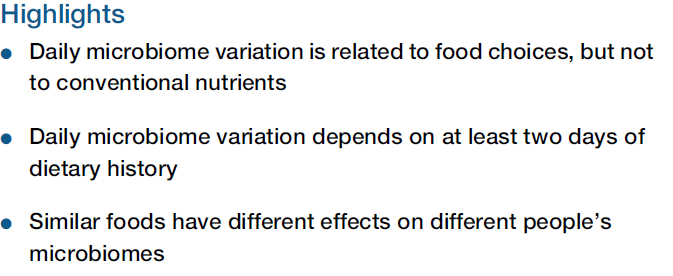 Highlights
● Daily microbiome variation is related to food choices, but not
to conventional nutrients
● Daily microbiome variation depends on at least two days of
dietary history
● Similar foods have different effects on different people’s
microbiomes